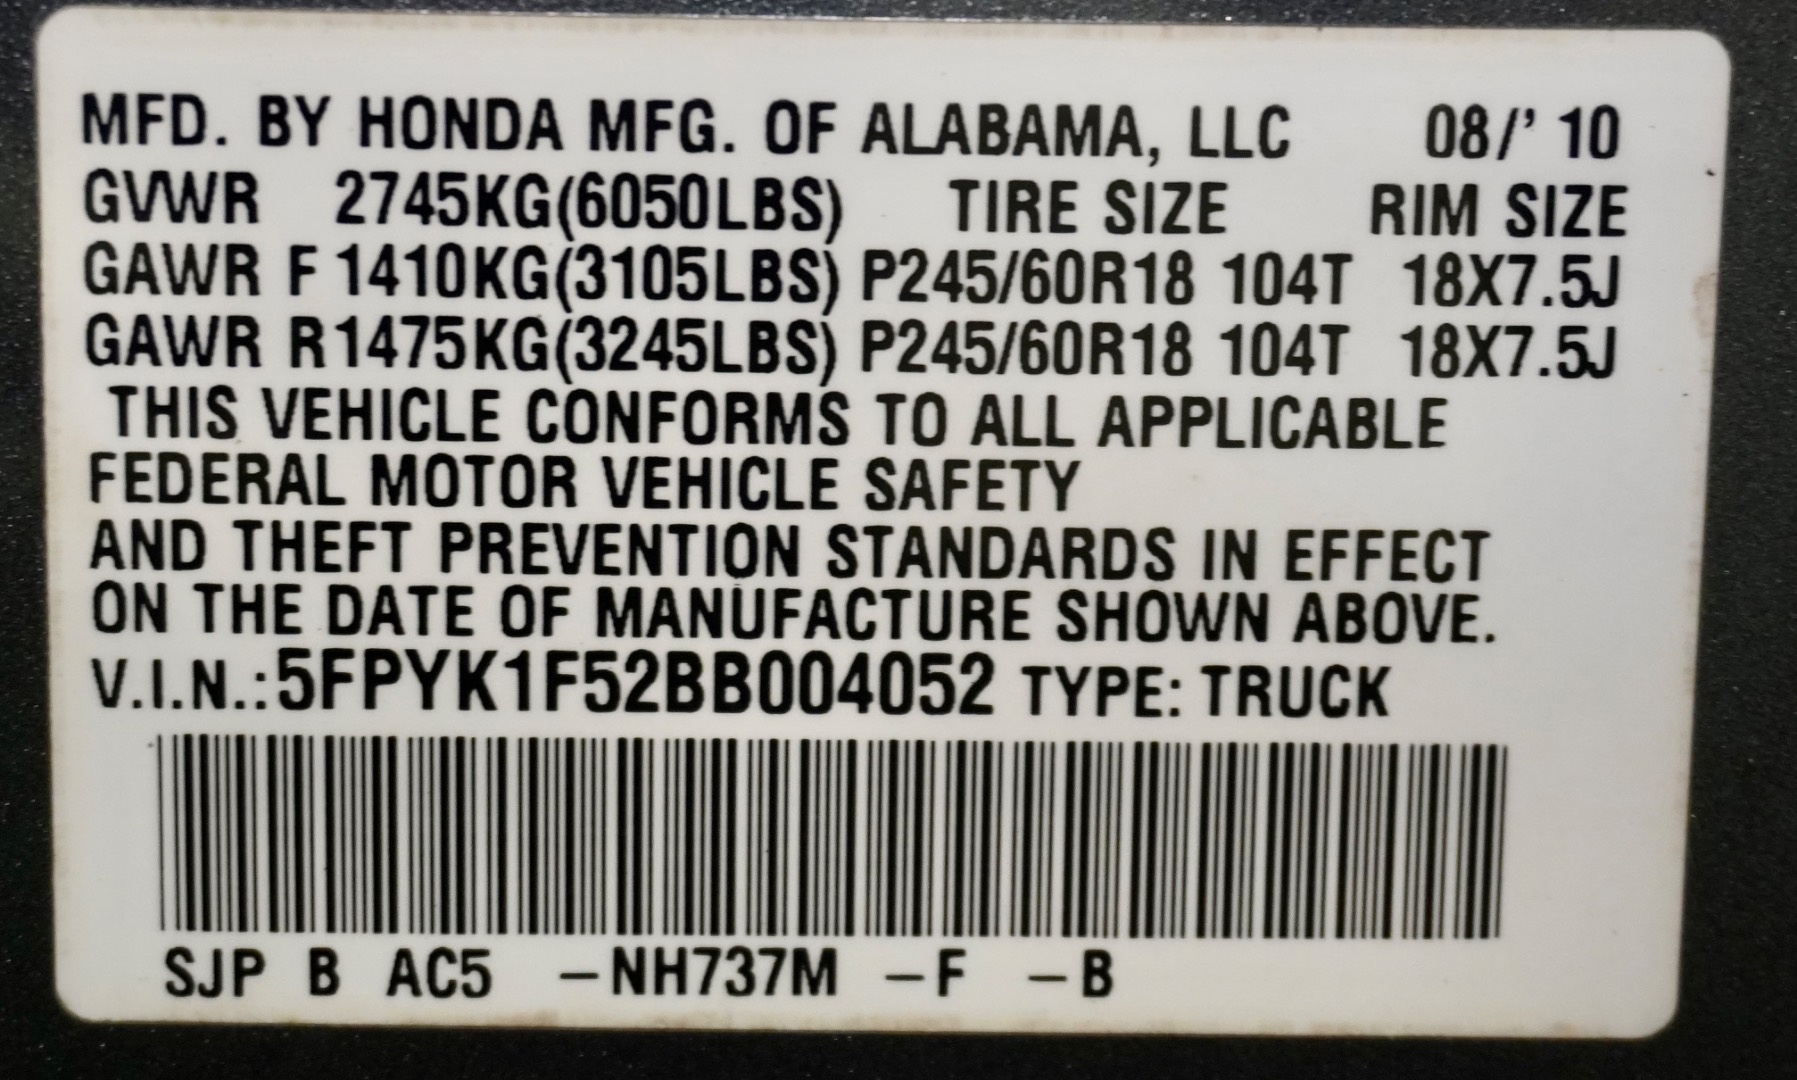 MFD. BY HONDA MFG. OF ALABAMA, LLC 08/' 10
GVWR 2745KG(6050LBS) TIRE SIZE RIM SIZE
GAWR F 1410KG(3105LBS) P245/60R18 104T 18X7.5J
GAWR R1475KG(3245LBS) P245/60R18 104T 18X7.5J
THIS VEHICLE CONFORMS TO ALL APPLICABLE
FEDERAL MOTOR VEHICLE SAFETY
AND THEFT PREVENTION STANDARDS IN EFFECT
ON THE DATE OF MANUFACTURE SHOWN ABOVE.
V.I.N.:5FPYK1F52BB004052 TYPE: TRUCK
SJP B AC5 –NH737M –F –B